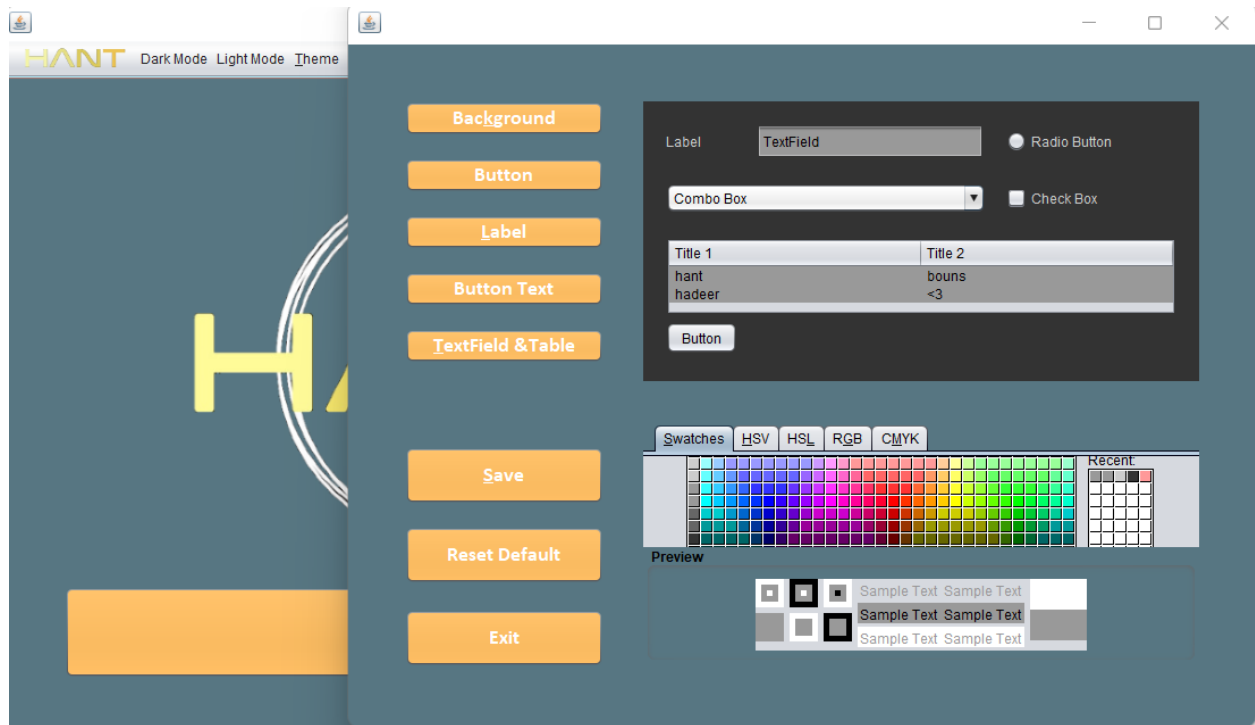 HANT Dark Mode Light Mode Theme
H
Background
Button
Label
Button Text
TextField &Table
Save
Reset Default
Exit
Label TextField Radio Button
Combo Box Check Box
Title 1 Title 2
hant bouns
hadeer <3
Button
Swatches HSV HSL RGB CMYK
Recent:
Preview
Sample Text Sample Text
Sample Text Sample Text
Sample Text Sample Text